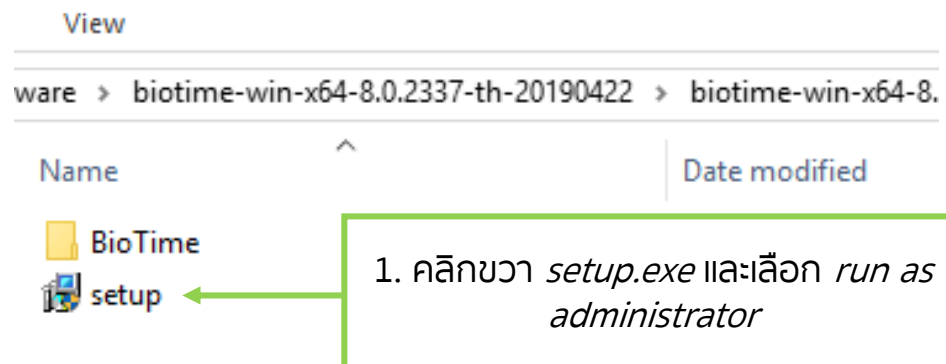 View
ware > biotime-win-x64-8.0.2337-th-20190422 > biotime-win-x64-8.
Name
Date modified
BioTime
setup
1. คลิกขวา setup.exe และเลือก run as
administrator